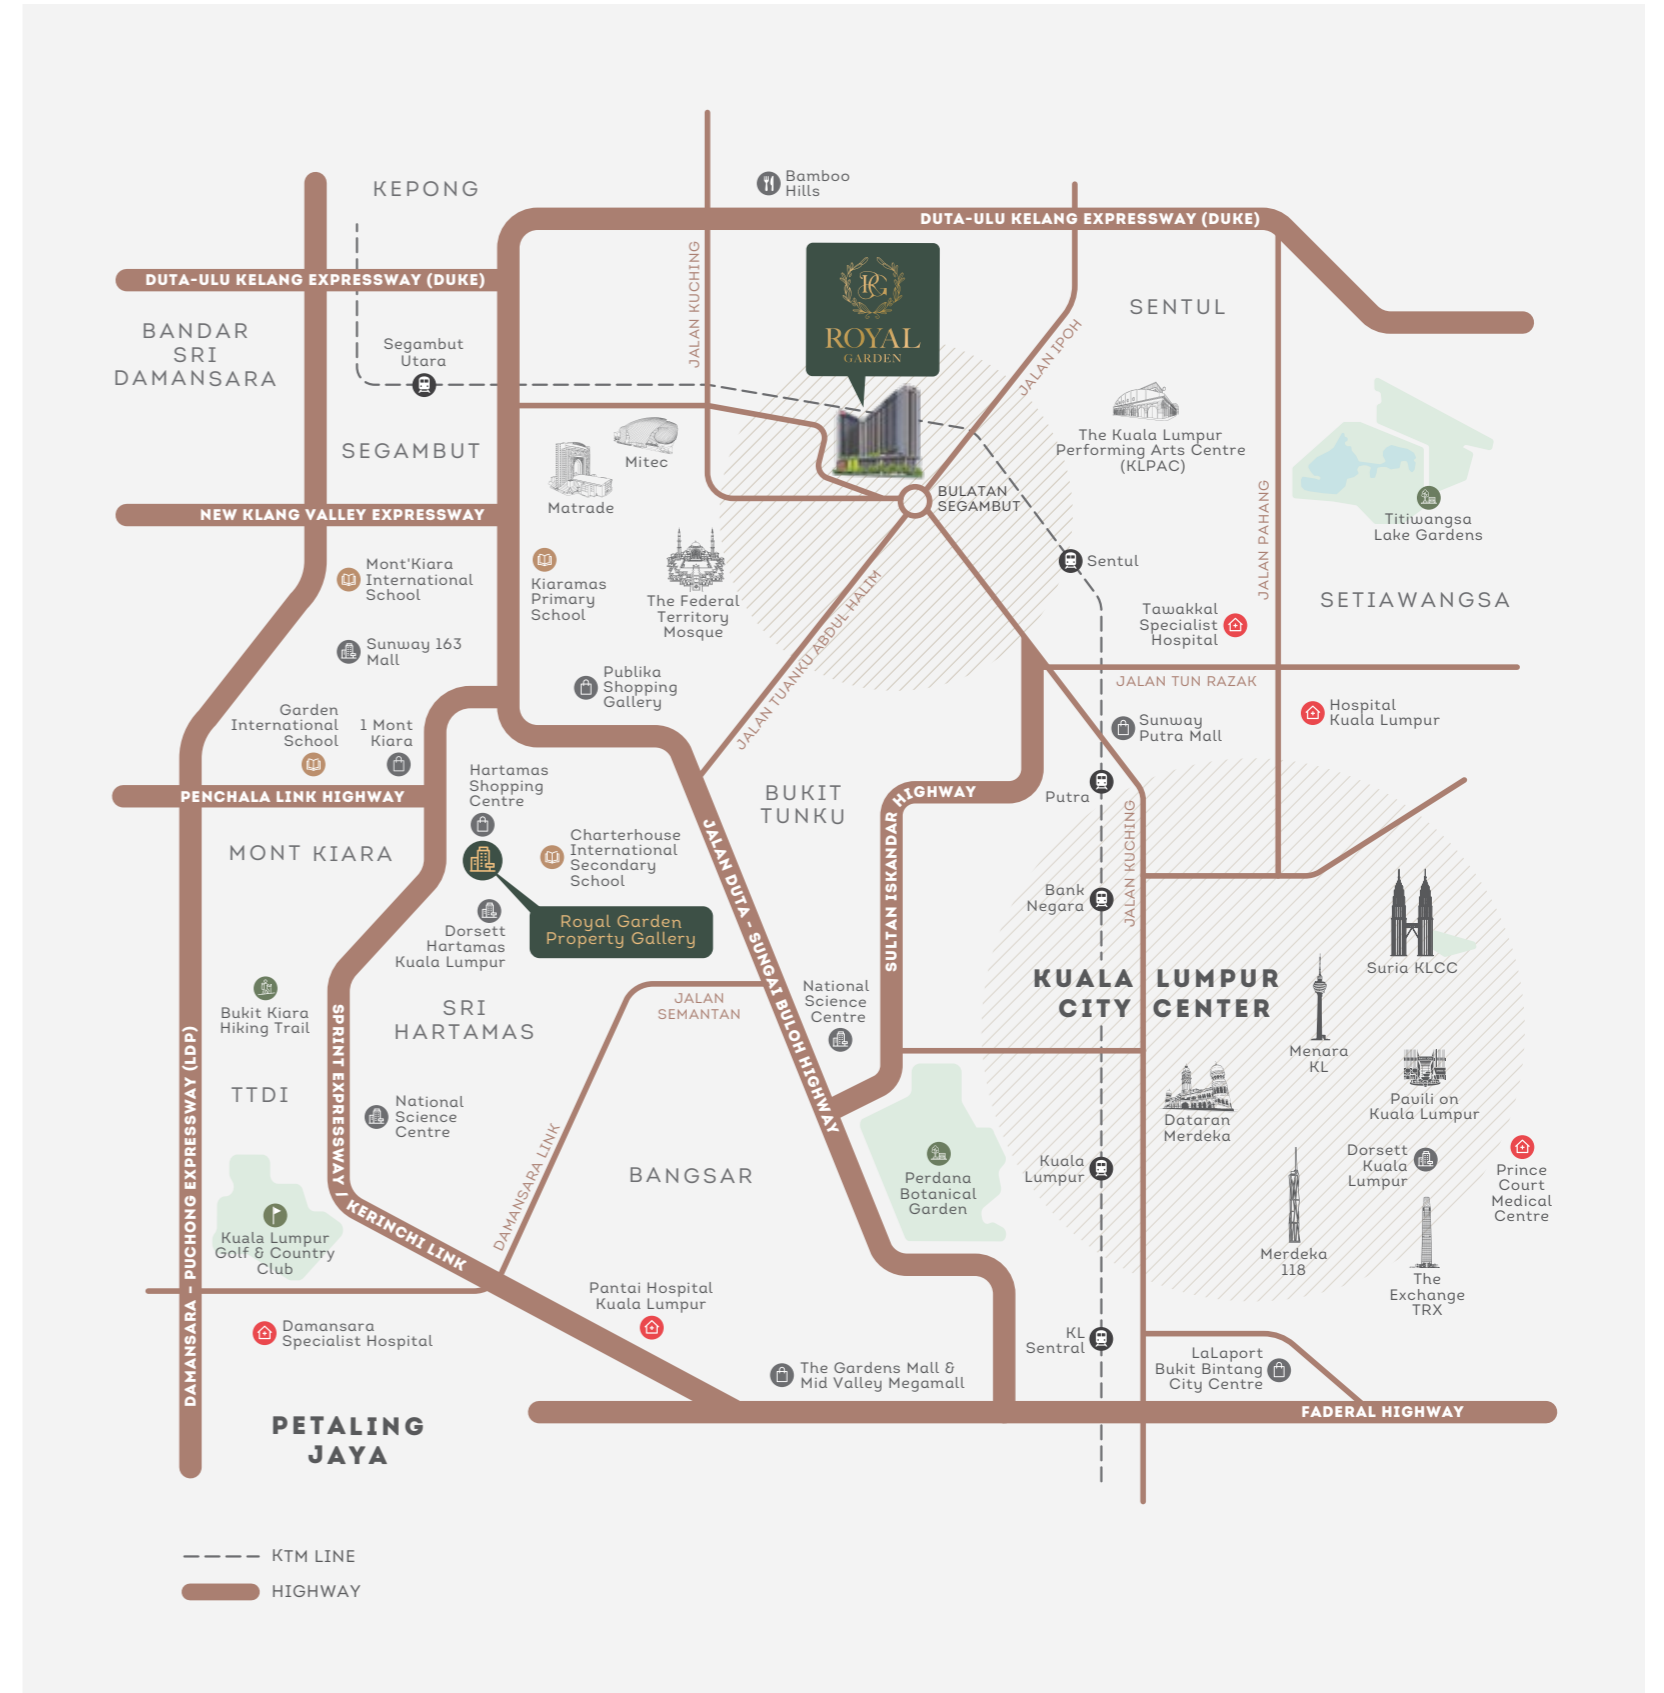 KEPONG
Bamboo
Hills
DUTA-ULU KELANG EXPRESSWAY (DUKE)
DUTA-ULU KELANG EXPRESSWAY (DUKE)
JALAN KUCHING
RG
ROYAL
GARDEN
JALAN IPOH
SENTUL
BANDAR
SRI
DAMANSARA
Segambut
Utara
SEGAMBUT
Mitec
Matrade
The Kuala Lumpur
Performing Arts Centre
(KLPAC)
BULATAN
SEGAMBUT
JALAN PAHANG
Titiwangsa
Lake Gardens
NEW KLANG VALLEY EXPRESSWAY
Mont'Kiara
International
School
Kiaramas
Primary
School
The Federal
Territory
Mosque
JALAN TUANKU ABDUL HALIM
Sentul
Tawakkal
Specialist
Hospital
SETIAWANGSA
Sunway 163
Mall
Publika
Shopping
Gallery
JALAN TUN RAZAK
Garden
International
School
1 Mont
Kiara
Sunway
Putra Mall
Hospital
Kuala Lumpur
PENCHALA LINK HIGHWAY
Hartamas
Shopping
Centre
BUKIT
TUNKU
HIGHWAY
SULTAN ISKANDAR
Putra
JALAN KUCHING
MONT KIARA
Charterhouse
International
Secondary
School
JALAN DUTA - SUNGAI BULOH HIGHWAY
Bank
Negara
Dorsett
Hartamas
Kuala Lumpur
Royal Garden
Property Gallery
Suria KLCC
KUALA LUMPUR
CITY CENTER
Bukit Kiara
Hiking Trail
SRI
HARTAMAS
JALAN
SEMANTAN
National
Science
Centre
Menara
KL
SPRINT EXPRESSWAY / KERINCHI LINK
DAMANSARA - PUCHONG EXPRESSWAY (LDP)
TTDI
National
Science
Centre
DAMANSARA LINK
Dataran
Merdeka
Pavili on
Kuala Lumpur
BANGSAR
Perdana
Botanical
Garden
Kuala
Lumpur
Dorsett
Kuala
Lumpur
Prince
Court
Medical
Centre
Kuala Lumpur
Golf & Country
Club
Merdeka
118
The
Exchange
TRX
Pantai Hospital
Kuala Lumpur
Damansara
Specialist Hospital
KL
Sentral
LaLaport
Bukit Bintang
City Centre
The Gardens Mall &
Mid Valley Megamall
FADERAL HIGHWAY
PETALING
JAYA
KTM LINE
HIGHWAY